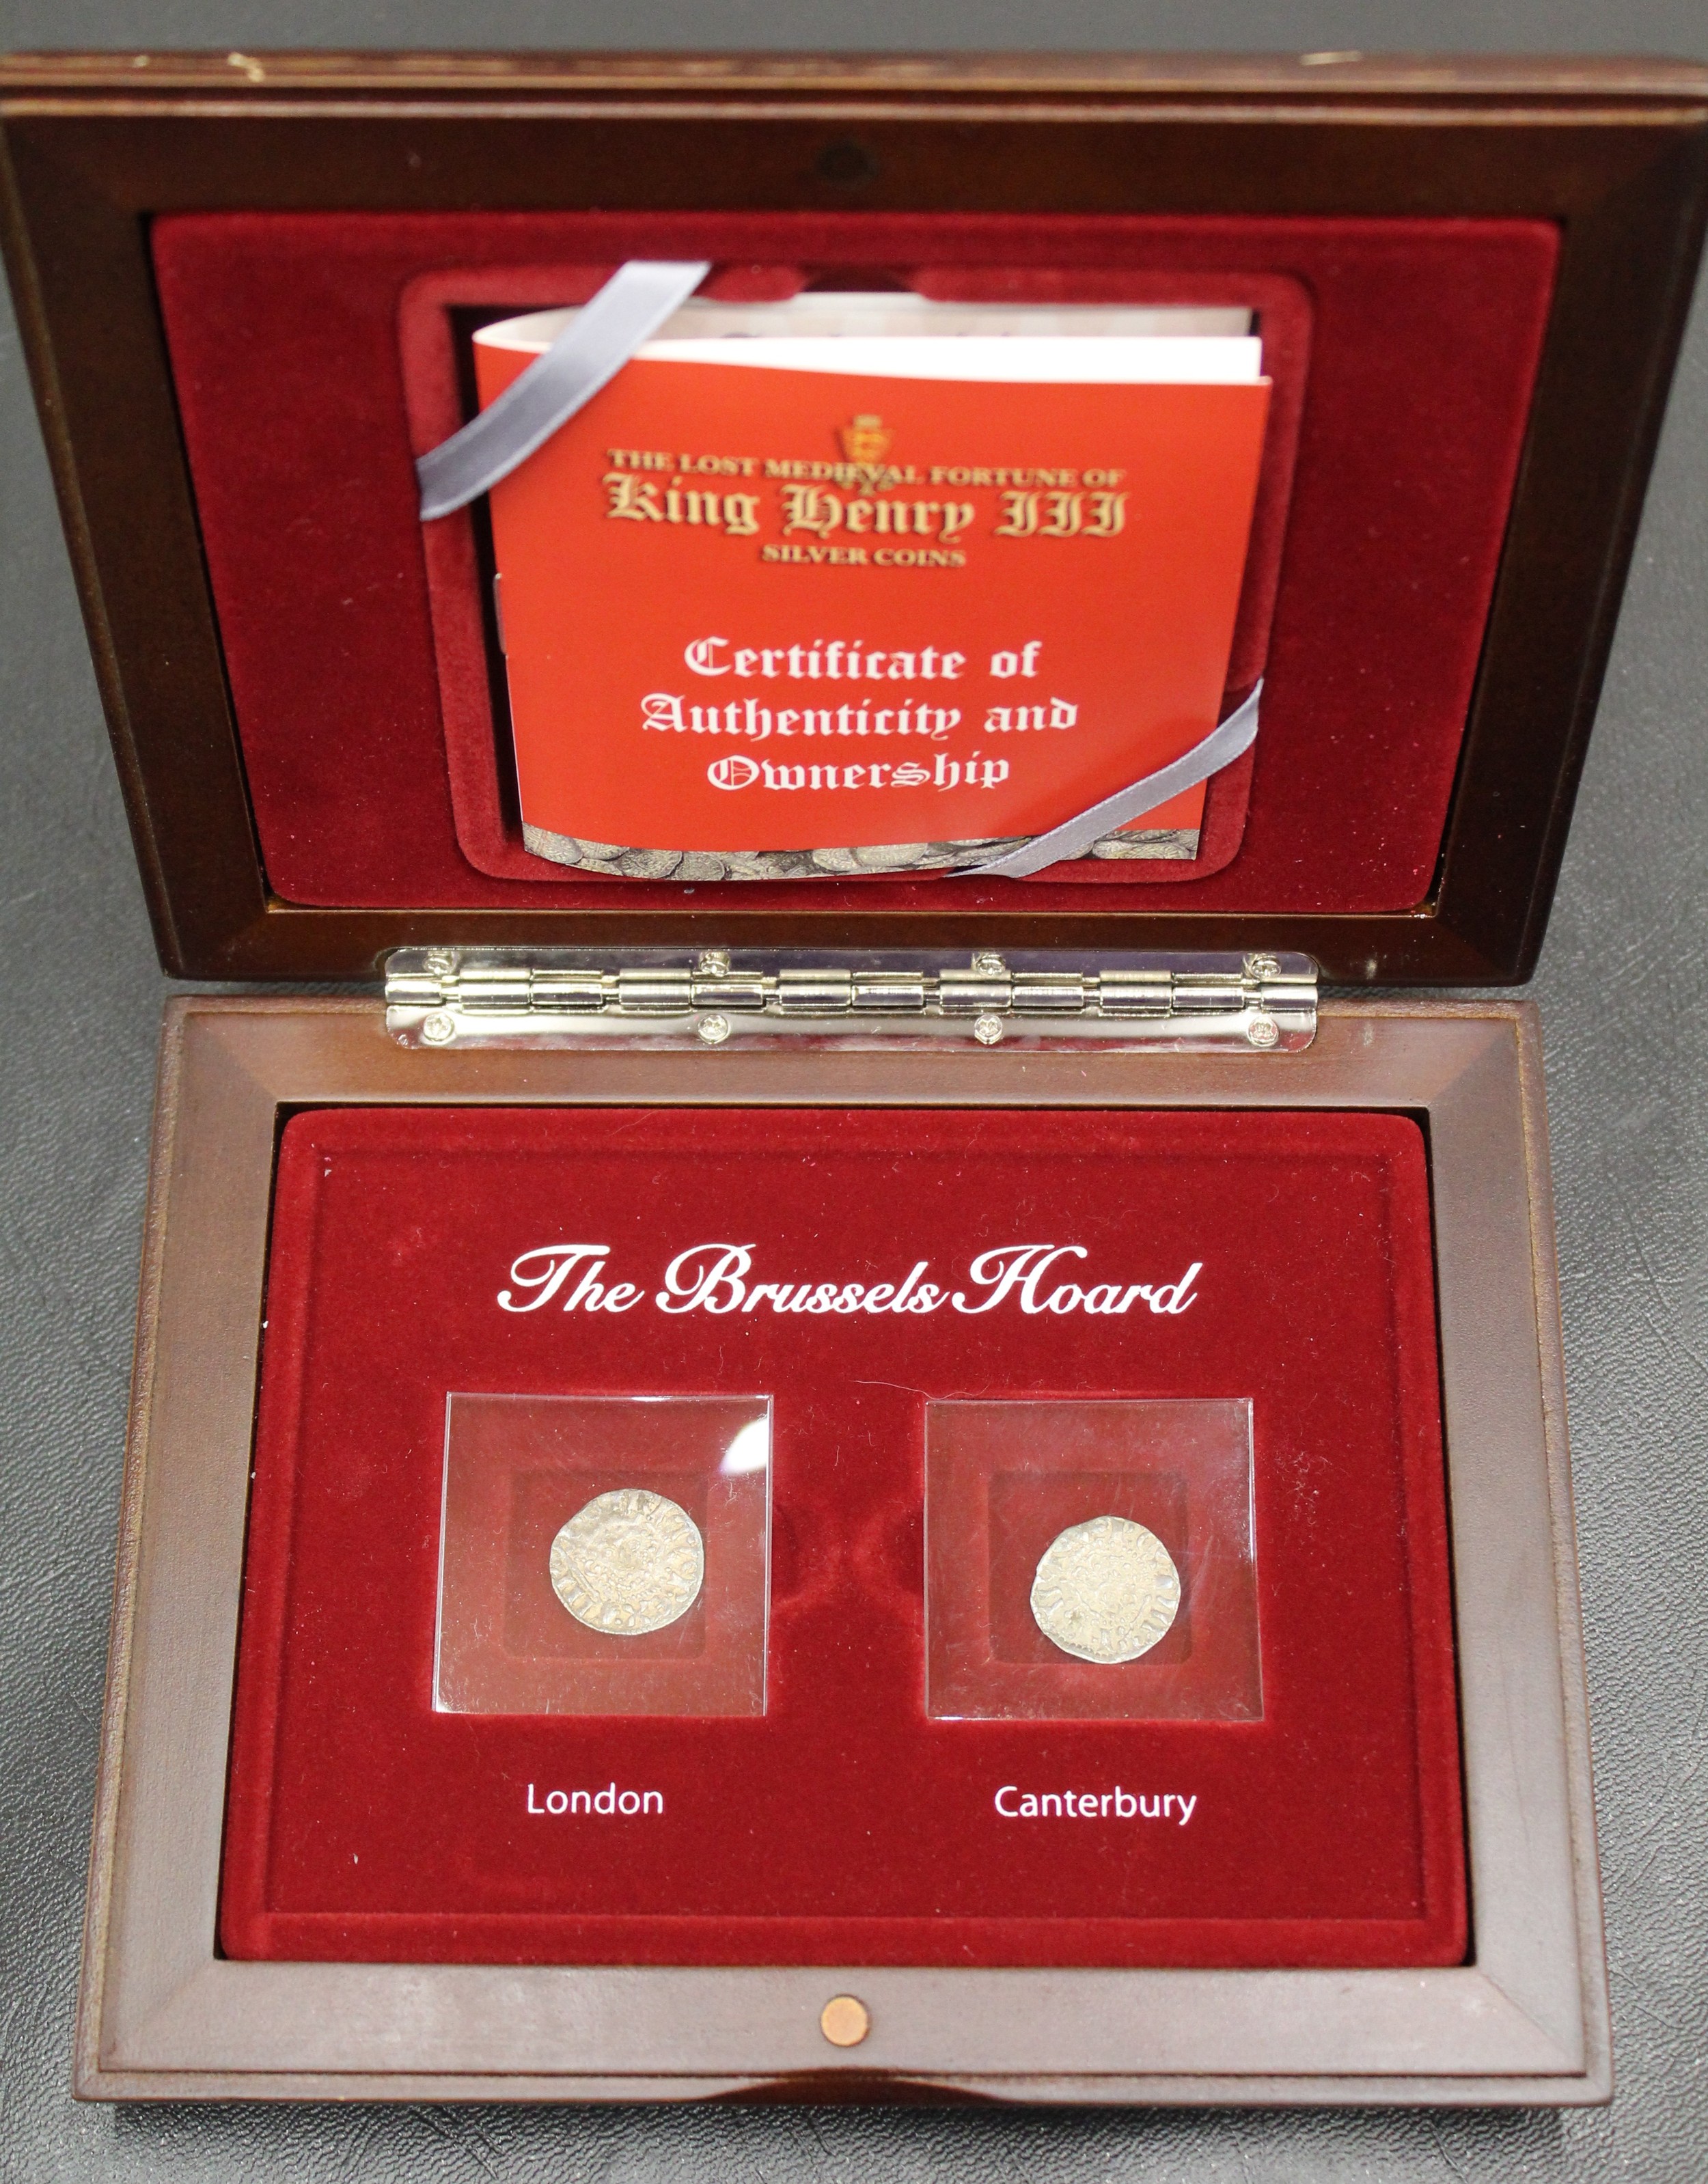 THE LOST MEDIEVAL FORTUNE OF
King Henry III
SILVER COINS
Certificate of
Authenticity and
Ownership
The Brussels Hoard
London
Canterbury